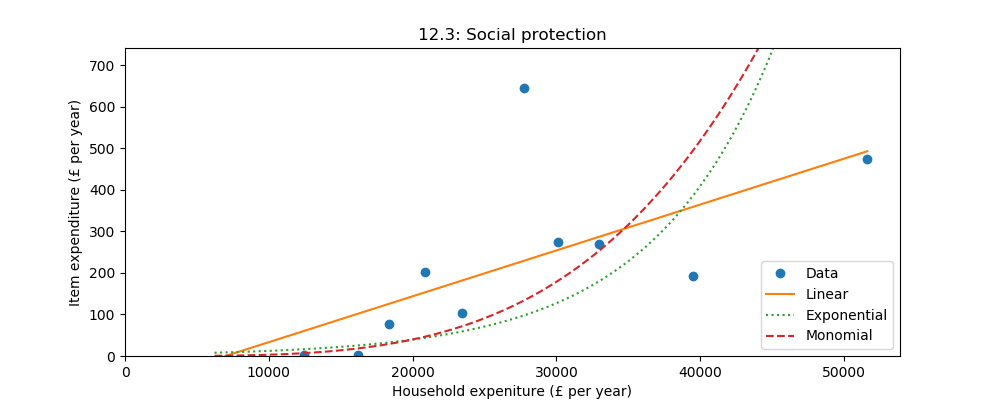 12.3: Social protection
Item expenditure (£ per year)
700
600
500
400
300
200
100
0
0 10000 20000 30000 40000 50000
Household expeniture (£ per year)
Data
Linear
Exponential
Monomial